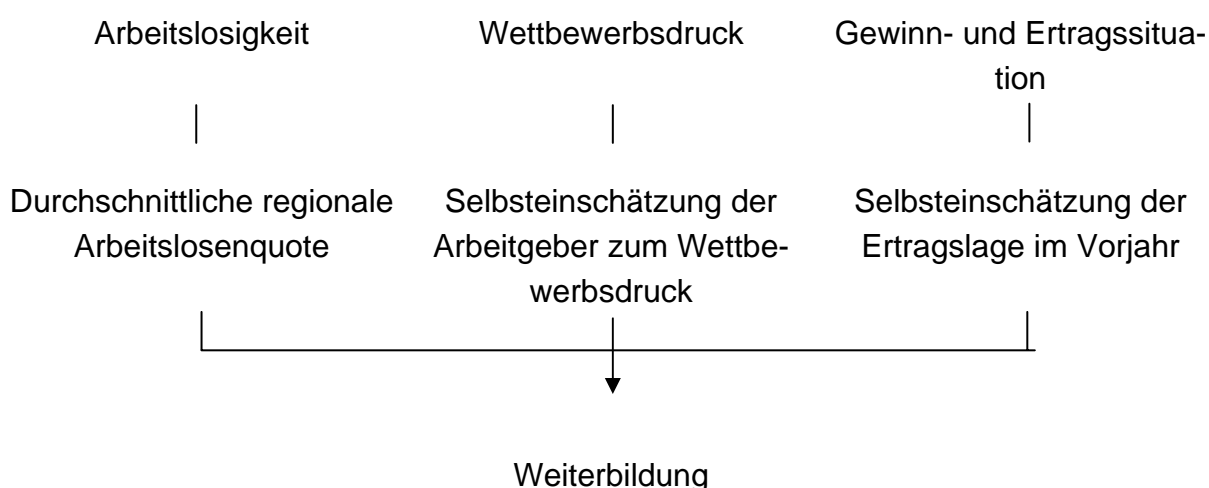 Arbeitslosigkeit
Wettbewerbsdruck
Gewinn- und Ertragssitua-
tion
Durchschnittliche regionale
Arbeitslosenquote
Selbsteinschätzung der
Arbeitgeber zum Wettbe-
werbsdruck
Selbsteinschätzung der
Ertragslage im Vorjahr
Weiterbildung